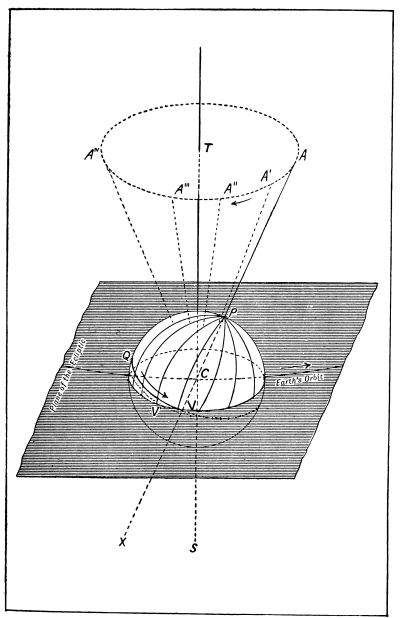 T
A'''' A
A''' A'' A'
P
Q
Plane of the Ecliptic
C
Earth's Orbit
V' V
X S